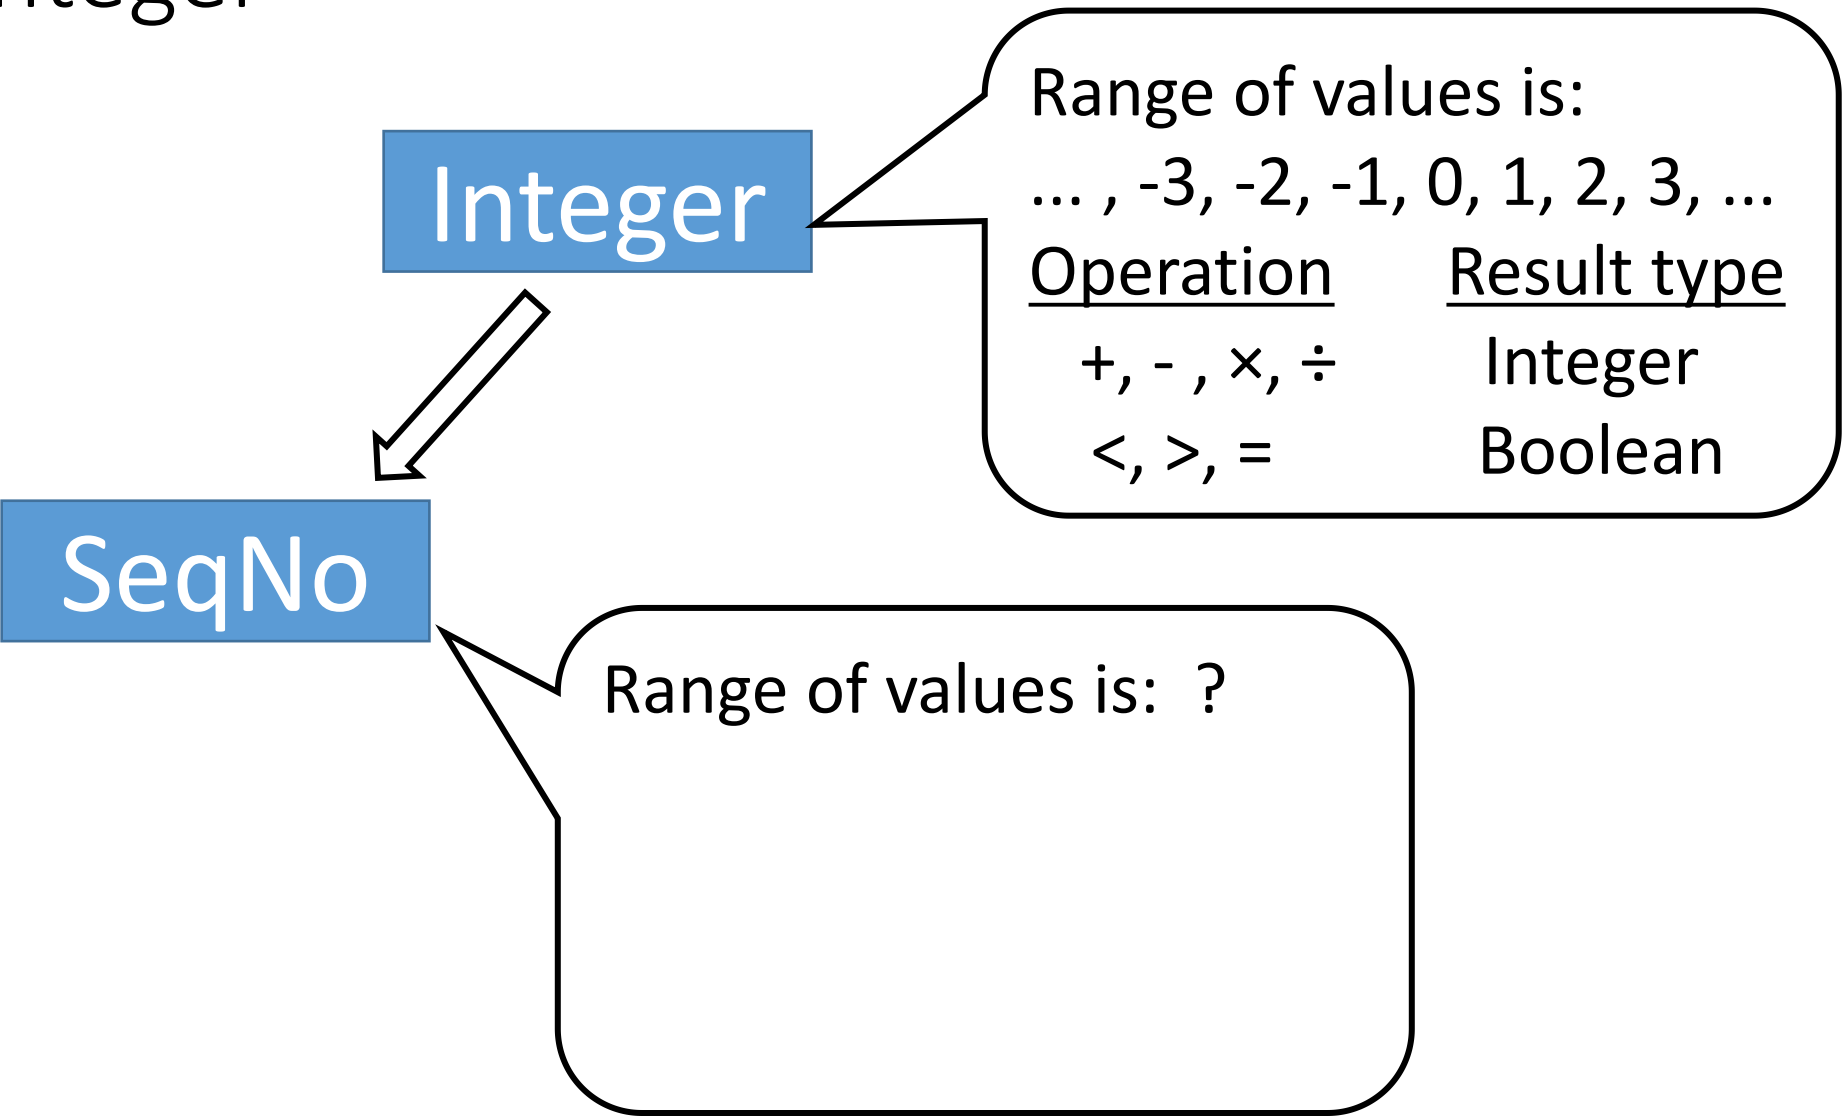 Integer
Range of values is:
... , -3, -2, -1, 0, 1, 2, 3, ...
Operation Result type
+, - , ×, ÷ Integer
<, >, = Boolean
SeqNo
Range of values is: ?